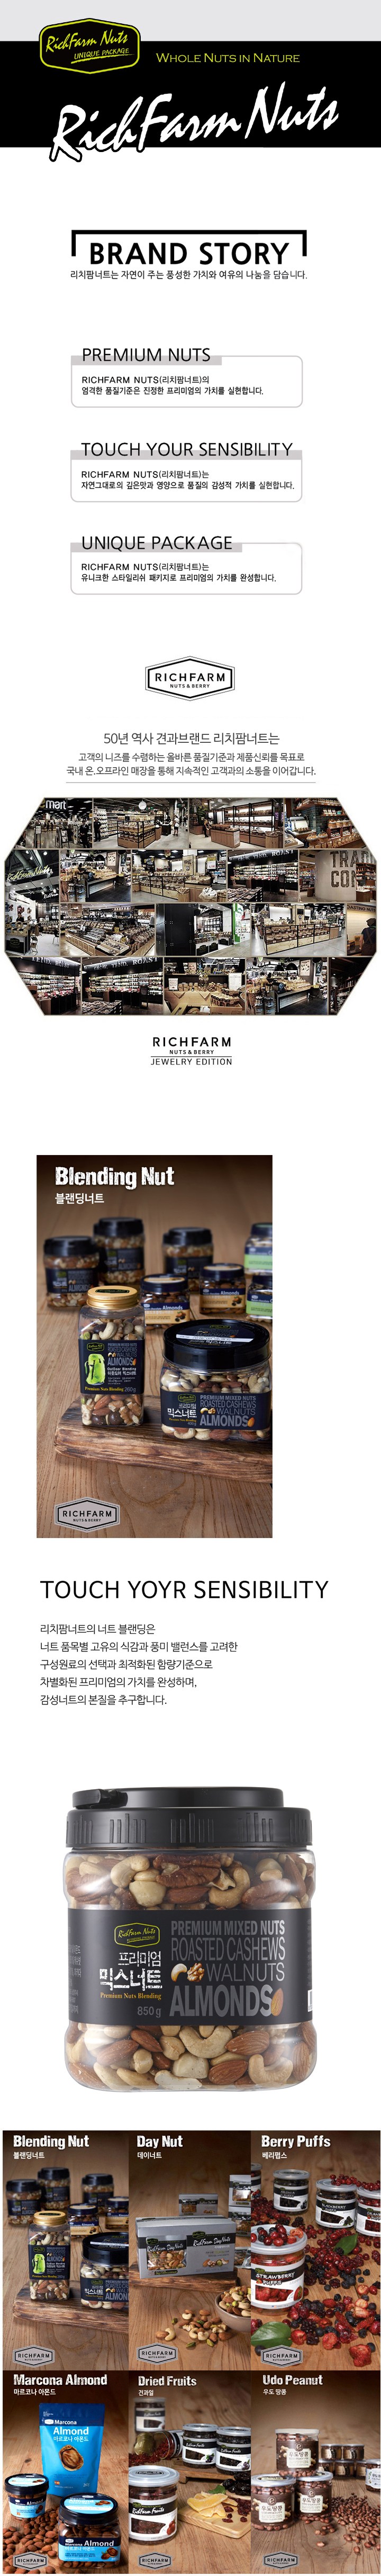 RichFarm Nuts
UNIQUE PACKAGE
WHOLE NUTS IN NATURE
RichFarm Nuts
BRAND STORY
리치팜너트는 자연이 주는 풍성한 가치와 여유의 나눔을 담습니다.
PREMIUM NUTS
RICHFARM NUTS(리치팜너트)의
엄격한 품질기준은 진정한 프리미엄의 가치를 실현합니다.
TOUCH YOUR SENSIBILITY
RICHFARM NUTS(리치팜너트)는
자연그대로의 깊은맛과 영양으로 품질의 감성적 가치를 실현합니다.
UNIQUE PACKAGE
RICHFARM NUTS(리치팜너트)는
유니크한 스타일리쉬 패키지로 프리미엄의 가치를 완성합니다.
RICHFARM
NUTS & BERRY
50년 역사 견과브랜드 리치팜너트는
고객의 니즈를 수렴하는 올바른 품질기준과 제품신뢰를 목표로
국내 온.오프라인 매장을 통해 지속적인 고객과의 소통을 이어갑니다.
mart
RICHFARM
NUTS & BERRY
JEWELRY EDITION
Blending Nut
블랜딩너트
PREMIUM MIXED NUTS
ROASTED CASHEWS
WALNUTS
ALMONDS
믹스너트
RICHFARM
NUTS & BERRY
TOUCH YOYR SENSIBILITY
리치팜너트의 너트 블랜딩은
너트 품목별 고유의 식감과 풍미 밸런스를 고려한
구성원료의 선택과 최적화된 함량기준으로
차별화된 프리미엄의 가치를 완성하며,
감성너트의 본질을 추구합니다.
RichFarm Nuts
프리미엄
믹스너트
Premium Nuts Blending
850g
PREMIUM MIXED NUTS
ROASTED CASHEWS
WALNUTS
ALMONDS
Blending Nut
블랜딩너트
Day Nut
데이너트
Berry Puffs
베리펍스
STRAWBERRY
RICHFARM
RICHFARM
RICHFARM
Marcona Almond
마르코나 아몬드
Dried Fruits
건과일
Udo Peanut
우도 땅콩
Marcona
Almond
마르코나 아몬드
RICHFARM
RICHFARM
RICHFARM